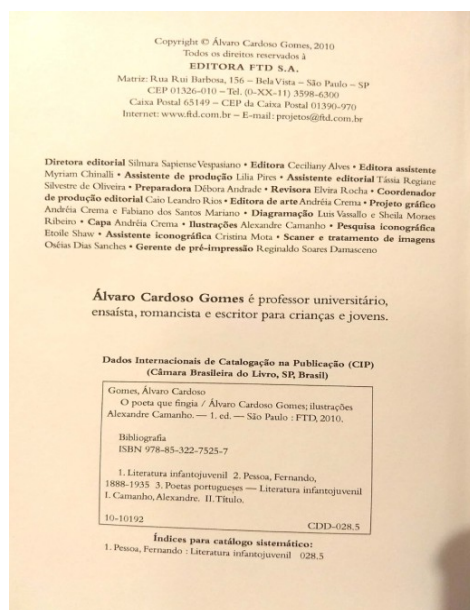 Copyright © Álvaro Cardoso Gomes, 2010
Todos os direitos reservados à
EDITORA FTD S.A.
Matriz: Rua Rui Barbosa, 156 – Bela Vista – São Paulo – SP
CEP 01326-010 – Tel. (0-XX-11) 3598-6300
Caixa Postal 65149 – CEP da Caixa Postal 01390-970
Internet: www.ftd.com.br – E-mail: projetos@ftd.com.br
Diretora editorial Silmara Sapiense Vespasiano • Editora Ceciliany Alves • Editora assistente
Myriam Chinalli • Assistente de produção Lilia Pires • Assistente editorial Tássia Regiane
Silvestre de Oliveira • Preparadora Débora Andrade • Revisora Elvira Rocha • Coordenador
de produção editorial Caio Leandro Rios • Editora de arte Andréia Crema • Projeto gráfico
Andréia Crema e Fabiano dos Santos Mariano • Diagramação Luis Vassallo e Sheila Moraes
Ribeiro • Capa Andréia Crema • Ilustrações Alexandre Camanho • Pesquisa iconográfica
Etoile Shaw • Assistente iconográfica Cristina Mota • Scaner e tratamento de imagens
Oséias Dias Sanches • Gerente de pré-impressão Reginaldo Soares Damasceno
Álvaro Cardoso Gomes é professor universitário,
ensaísta, romancista e escritor para crianças e jovens.
Dados Internacionais de Catalogação na Publicação (CIP)
(Câmara Brasileira do Livro, SP, Brasil)
Gomes, Álvaro Cardoso
O poeta que fingia / Álvaro Cardoso Gomes; ilustrações
Alexandre Camanho. — 1. ed. — São Paulo : FTD, 2010.
Bibliografia
ISBN 978-85-322-7525-7
1. Literatura infantojuvenil 2. Pessoa, Fernando,
1888-1935 3. Poetas portugueses — Literatura infantojuvenil
I. Camanho, Alexandre. II. Título.
10-10192 CDD-028.5
Índices para catálogo sistemático:
1. Pessoa, Fernando : Literatura infantojuvenil 028.5